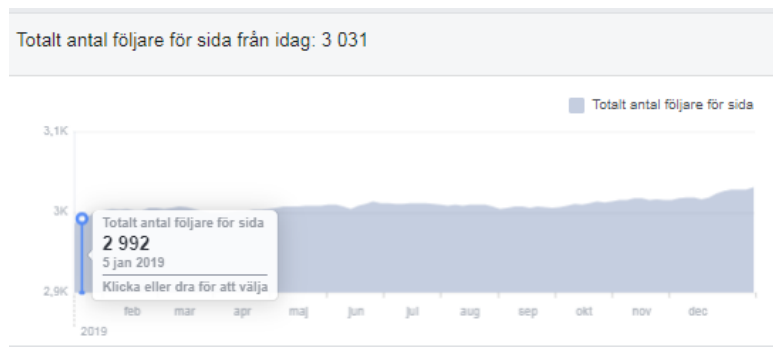 Totalt antal följare för sida från idag: 3 031
Totalt antal följare för sida
3,1K
3K
Totalt antal följare för sida
2 992
5 jan 2019
Klicka eller dra för att välja
2,9K
feb mar apr maj jun jul aug sep okt nov dec
2019